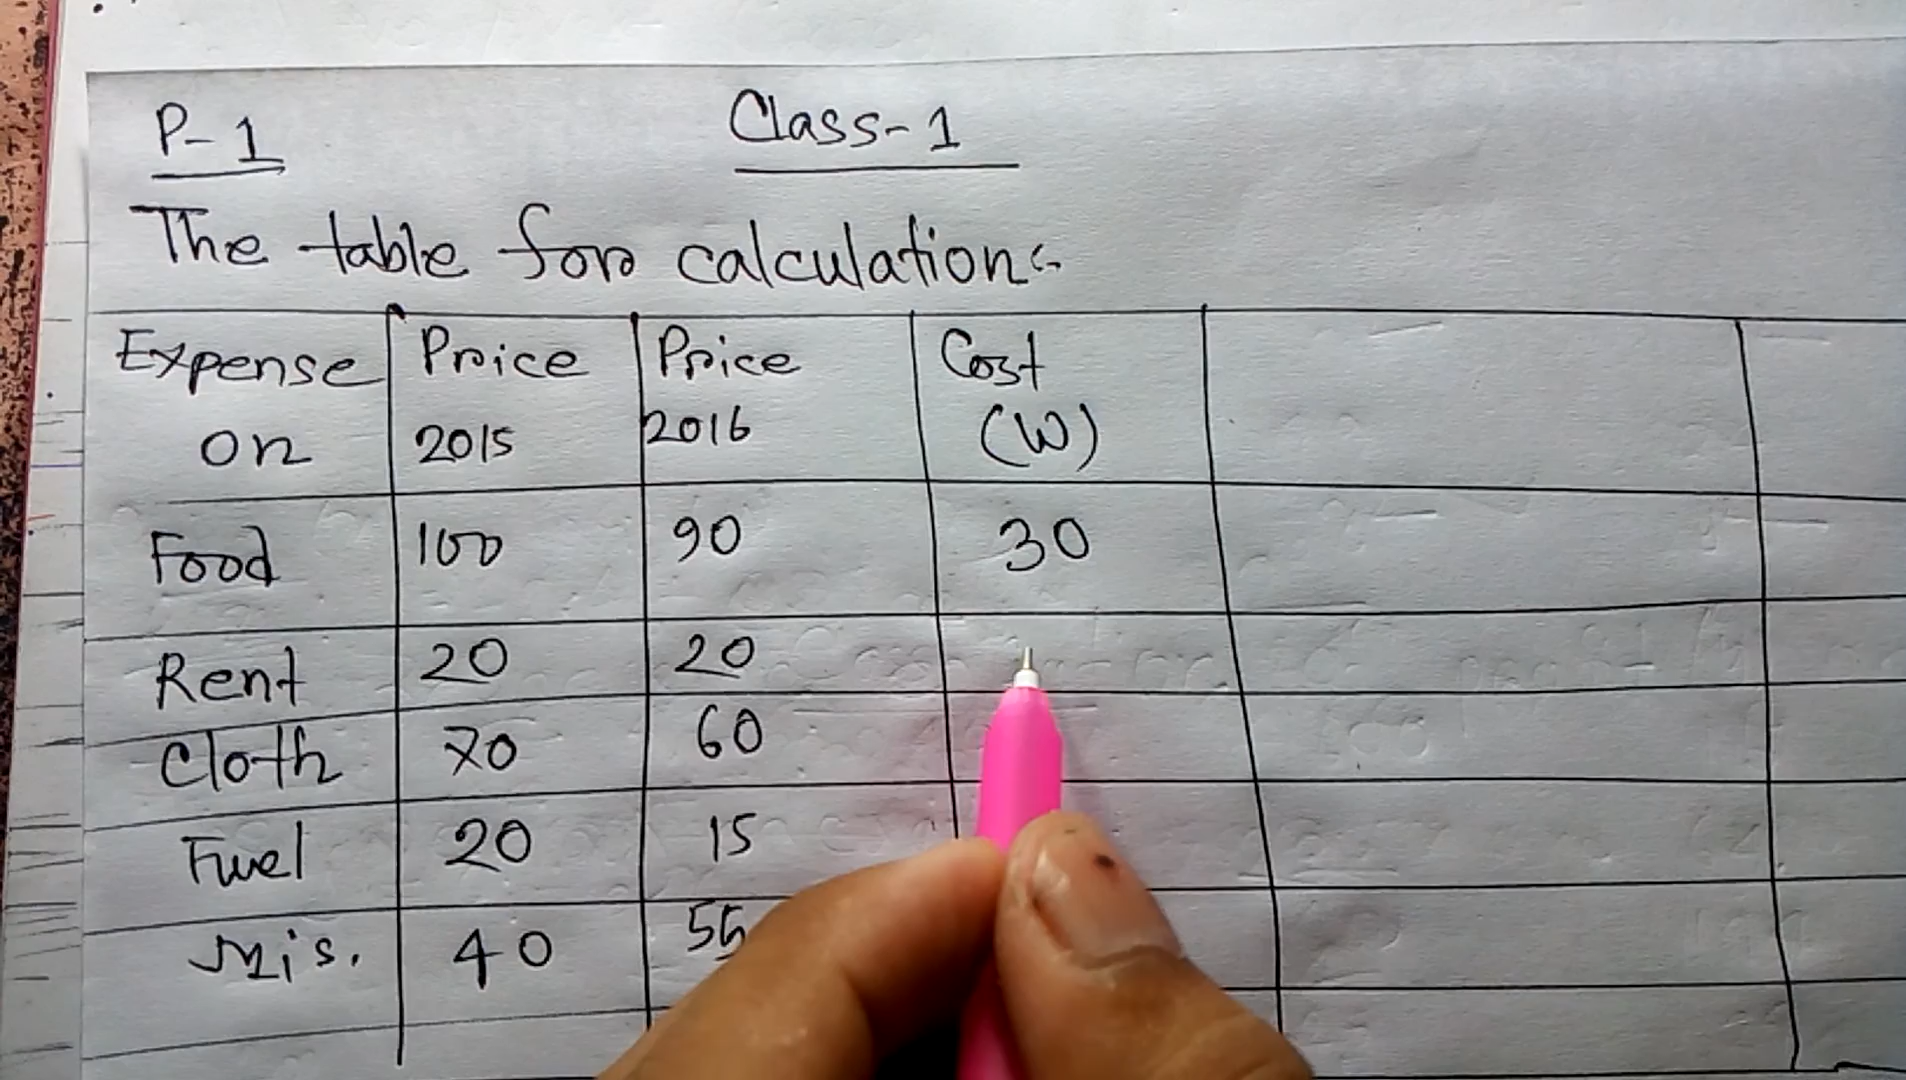 P-1 Class-1
The table for calculation:-
Expense on Price 2015 Price 2016 Cost (W)
Food 100 90 30
Rent 20 20
Cloth 70 60
Fuel 20 15
Mis. 40 55